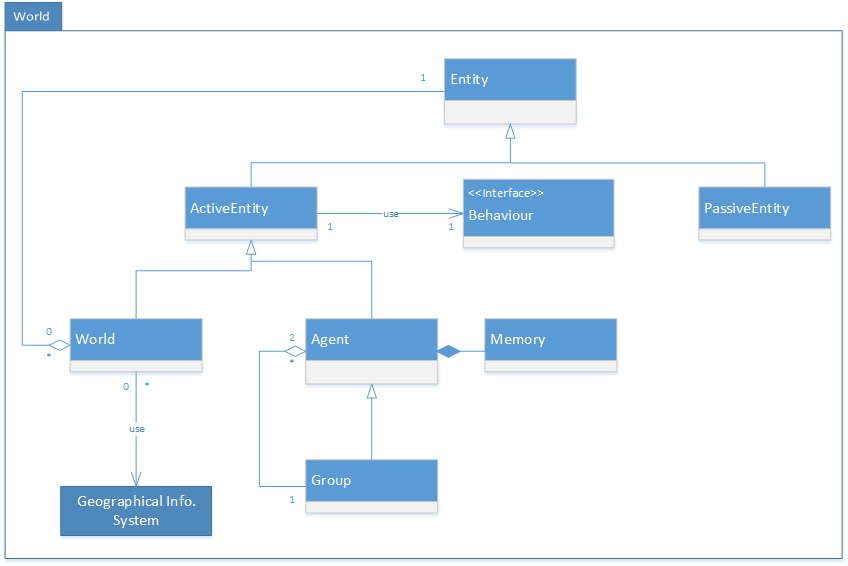 World
1
Entity
ActiveEntity
use
1
1
<<Interface>>
Behaviour
PassiveEntity
0
*
World
2
*
Agent
Memory
0
*
use
Geographical Info.
System
Group
1